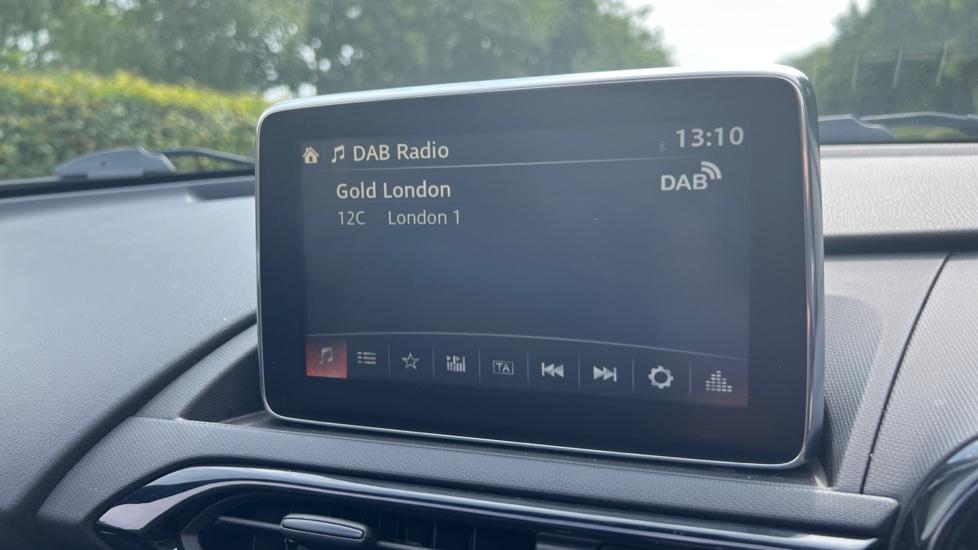 DAB Radio
13:10
Gold London
DAB
12C London 1
TA